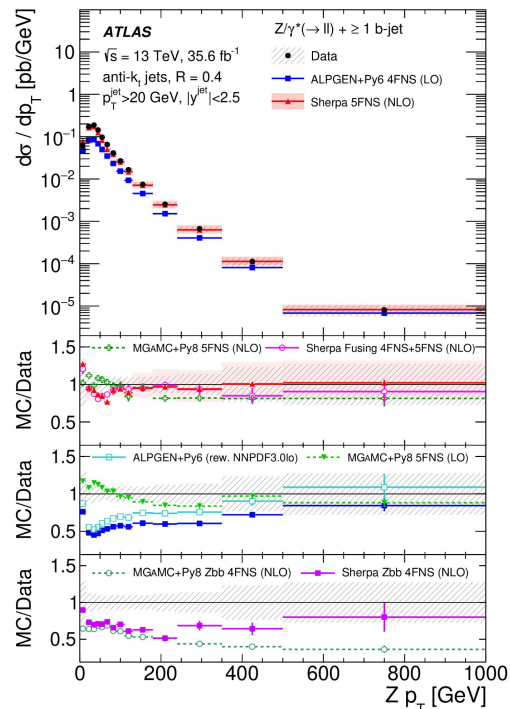 ATLAS
√s = 13 TeV, 35.6 fb⁻¹
anti-kₜ jets, R = 0.4
p_T^jet>20 GeV, |y^jet|<2.5
Z/γ*(→ ll) + ≥ 1 b-jet
Data
ALPGEN+Py6 4FNS (LO)
Sherpa 5FNS (NLO)
dσ / dp_T [pb/GeV]
10
1
10⁻¹
10⁻²
10⁻³
10⁻⁴
10⁻⁵
MGAMC+Py8 5FNS (NLO)
Sherpa Fusing 4FNS+5FNS (NLO)
MC/Data
1.5
1
0.5
ALPGEN+Py6 (rew. NNPDF3.0lo)
MGAMC+Py8 5FNS (LO)
MC/Data
1.5
1
0.5
MGAMC+Py8 Zbb 4FNS (NLO)
Sherpa Zbb 4FNS (NLO)
MC/Data
1.5
1
0.5
0 200 400 600 800 1000
Z p_T [GeV]